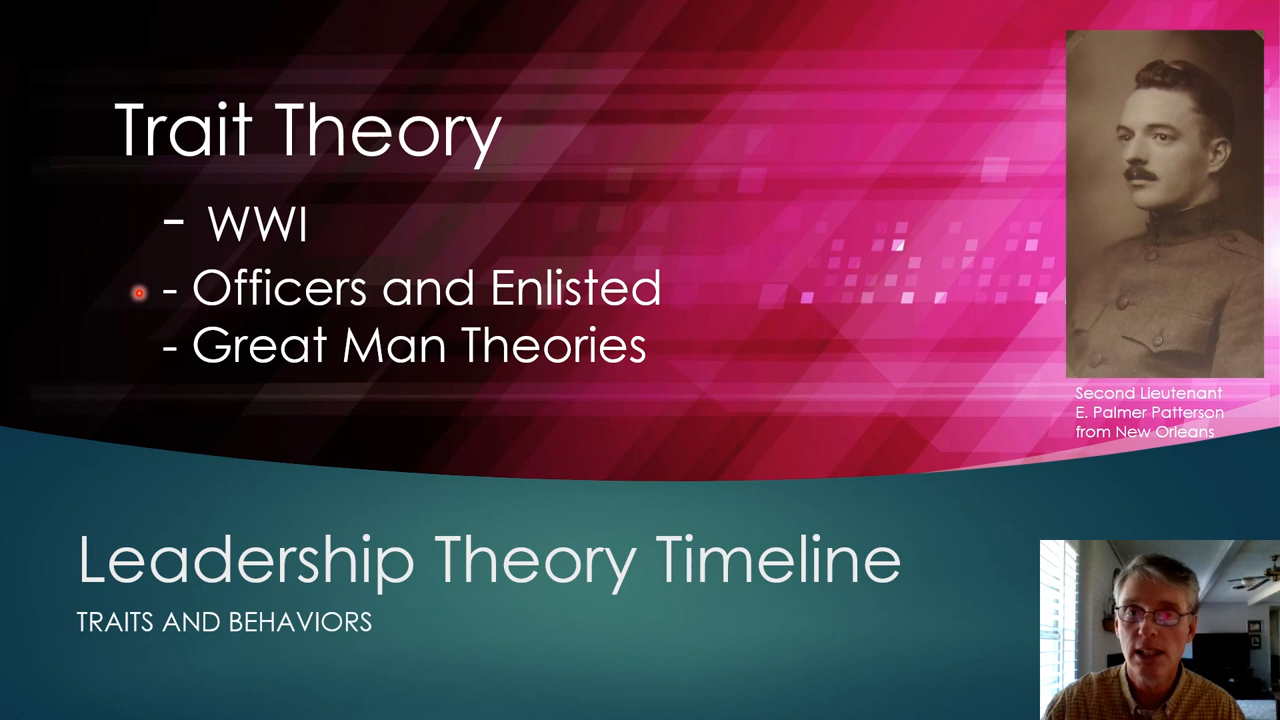 Trait Theory
- WWI
- Officers and Enlisted
- Great Man Theories
Second Lieutenant
E. Palmer Patterson
from New Orleans
Leadership Theory Timeline
TRAITS AND BEHAVIORS